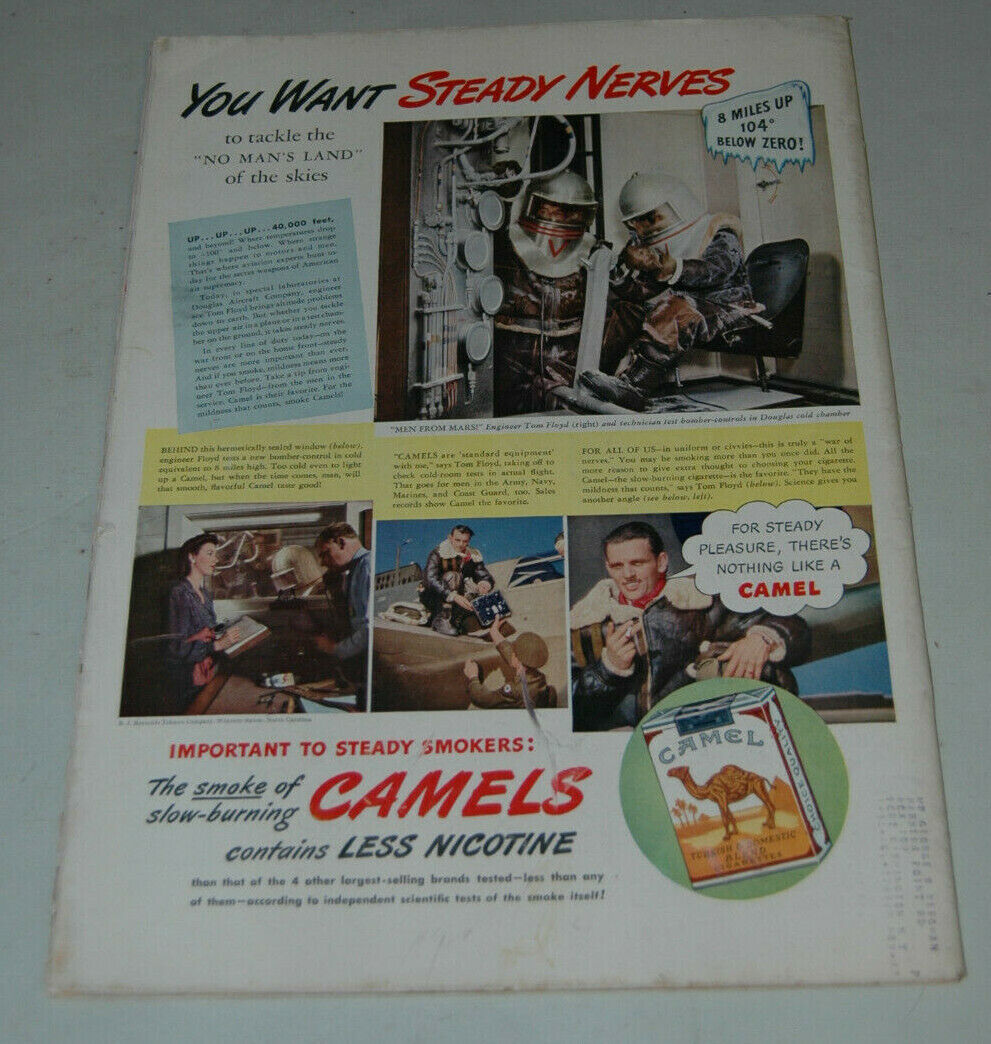 YOU WANT STEADY NERVES
to tackle the
"NO MAN'S LAND"
of the skies
8 MILES UP
104°
BELOW ZERO!
UP...UP...UP...40,000 feet,
and beyond! Where temperatures drop
to -100° and below. Where strange
things happen to motors and men.
That's where aviation experts hunt to-
day for the secret weapons of American
air supremacy.
Today, in special laboratories at
Douglas Aircraft Company, engineer
Tom Floyd brings altitude problems
down to earth. But whether you tackle
the upper air in a plane or in a test cham-
ber on the ground, it takes steady nerves.
In every line of duty today—on the
war front or on the home front—steady
nerves are more important than ever.
And if you smoke, mildness means more
than ever before. Take a tip from engi-
neer Tom Floyd—from the men in the
service. Camel is their favorite. For the
mildness that counts, smoke Camels!
"MEN FROM MARS!" Engineer Tom Floyd (right) and technician test bomber-controls in Douglas cold chamber
BEHIND this hermetically sealed window (below),
engineer Floyd tests a new bomber-control in cold
equivalent to 8 miles high. Too cold even to light
up a Camel, but when the time comes, man, will
that smooth, flavorful Camel taste good!
"CAMELS are 'standard equipment'
with me," says Tom Floyd, taking off to
check cold-room tests in actual flight.
That goes for men in the Army, Navy,
Marines, and Coast Guard, too. Sales
records show Camel the favorite.
FOR ALL OF US—in uniform or civvies—this is truly a "war of
nerves." You may be smoking more than you once did. All the
more reason to give extra thought to choosing your cigarette.
Camel—the slow-burning cigarette—is the favorite. "They have the
mildness that counts," says Tom Floyd (below). Science gives you
another angle (see below, left).
FOR STEADY
PLEASURE, THERE'S
NOTHING LIKE A
CAMEL
R. J. Reynolds Tobacco Company, Winston-Salem, North Carolina
IMPORTANT TO STEADY SMOKERS:
The smoke of
slow-burning
CAMELS
contains LESS NICOTINE
than that of the 4 other largest-selling brands tested—less than any
of them—according to independent scientific tests of the smoke itself!
CAMEL
TURKISH & DOMESTIC
BLEND
CIGARETTES
CHOICE QUALITY